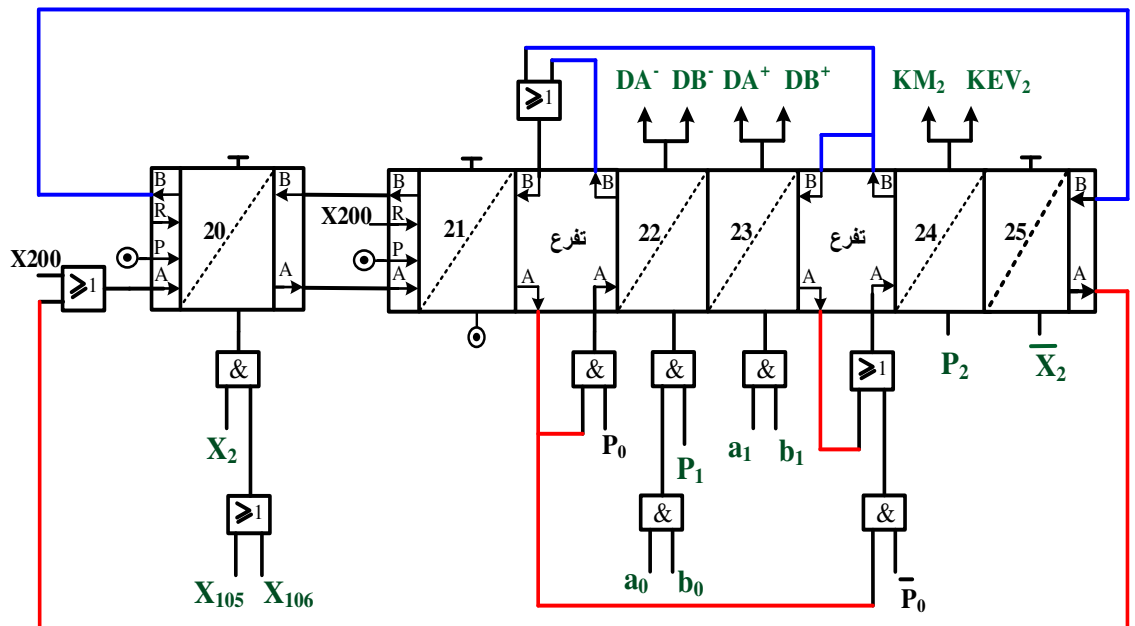 DA⁻ DB⁻ DA⁺ DB⁺ KM₂ KEV₂
≥1
B B B B B B B
20 21 22 23 24 25
R X200 R
تفرع تفرع
P P
X200 ≥1 A A A A A A A A
& & & & ≥1 P₂ X̅₂
X₂ P₀ P₁ a₁ b₁
≥1 & &
X₁₀₅ X₁₀₆ a₀ b₀ P̅₀